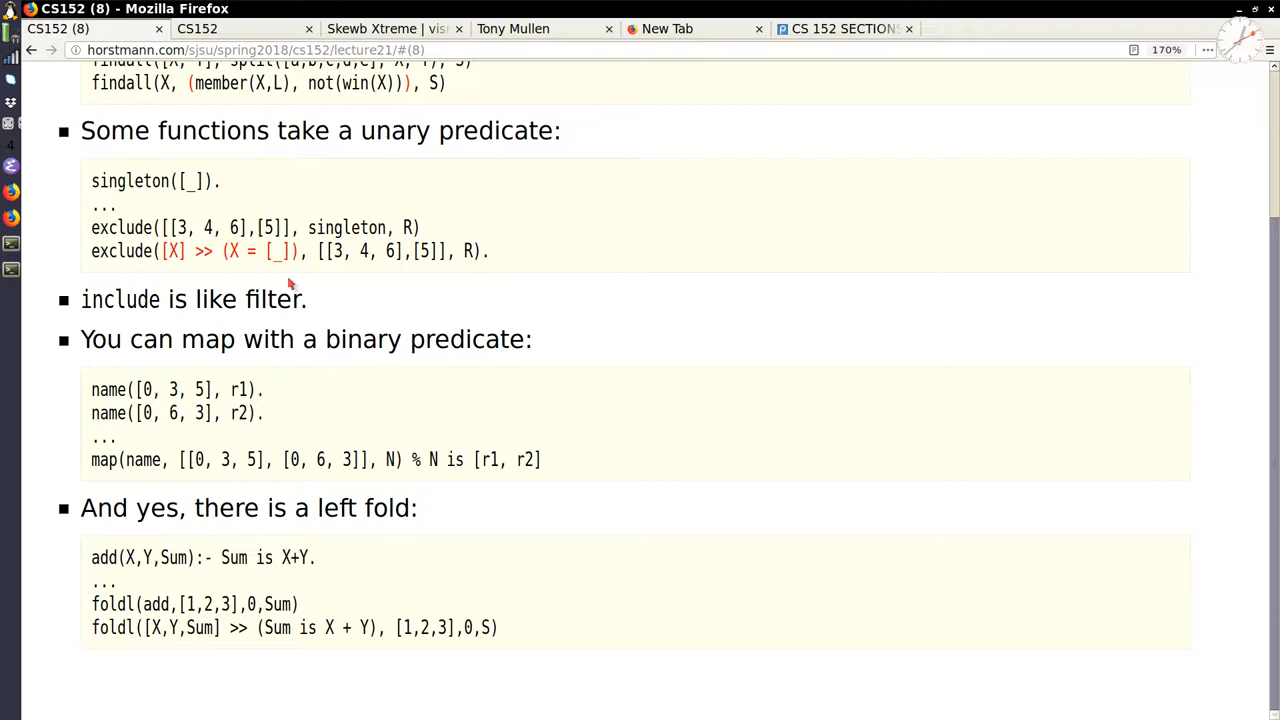 CS152 (8) - Mozilla Firefox
CS152 (8) × CS152 × Skewb Xtreme | vis × Tony Mullen × New Tab × CS 152 SECTION ×
horstmann.com/sjsu/spring2018/cs152/lecture21/#(8) 170%
findall([X, Y], split([a,b,c,d,e], X, Y), S)
findall(X, (member(X,L), not(win(X))), S)
▪ Some functions take a unary predicate:
singleton([_]).
...
exclude([[3, 4, 6],[5]], singleton, R)
exclude([X] >> (X = [_]), [[3, 4, 6],[5]], R).
▪ include is like filter.
▪ You can map with a binary predicate:
name([0, 3, 5], r1).
name([0, 6, 3], r2).
...
map(name, [[0, 3, 5], [0, 6, 3]], N) % N is [r1, r2]
▪ And yes, there is a left fold:
add(X,Y,Sum):- Sum is X+Y.
...
foldl(add,[1,2,3],0,Sum)
foldl([X,Y,Sum] >> (Sum is X + Y), [1,2,3],0,S)
4